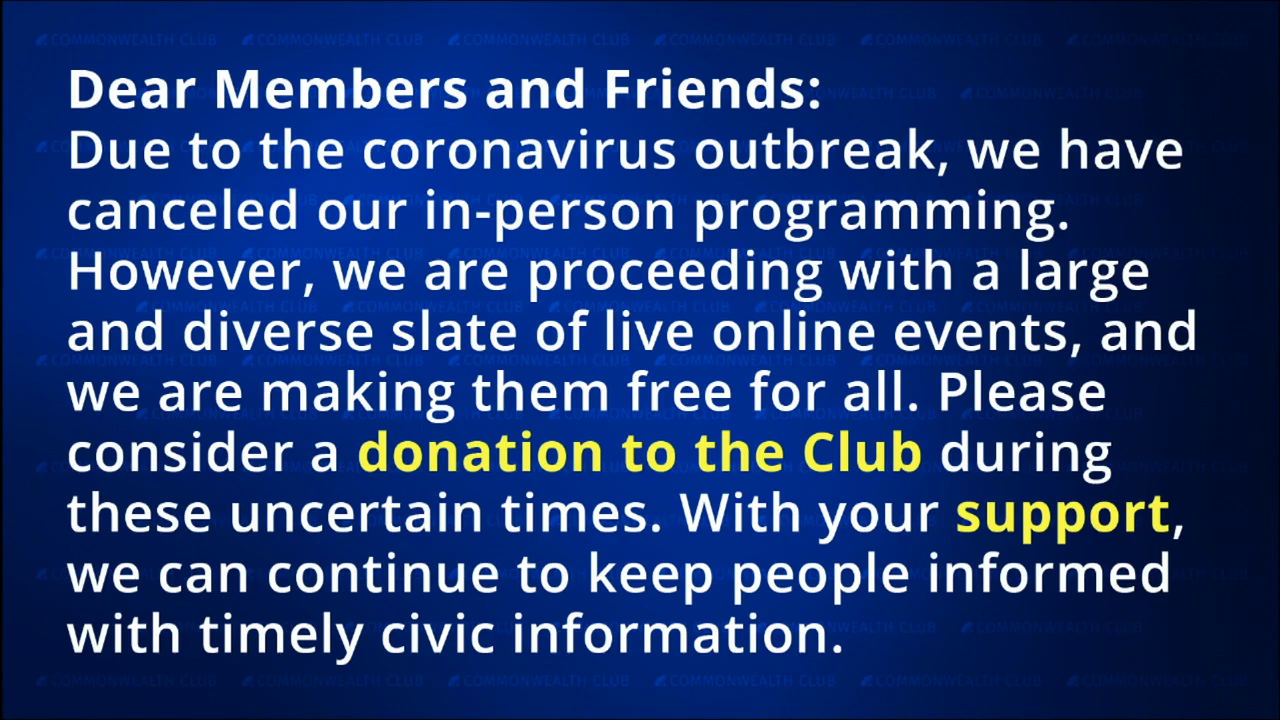 Dear Members and Friends:
Due to the coronavirus outbreak, we have
canceled our in-person programming.
However, we are proceeding with a large
and diverse slate of live online events, and
we are making them free for all. Please
consider a donation to the Club during
these uncertain times. With your support,
we can continue to keep people informed
with timely civic information.
COMMONWEALTH CLUB